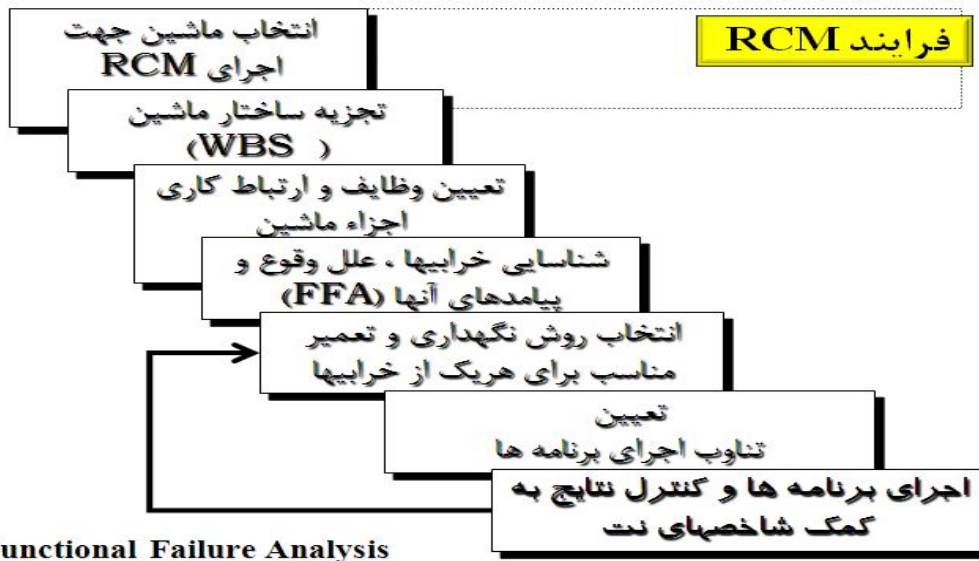 فرایند RCM
انتخاب ماشین جهت
اجرای RCM
تجزیه ساختار ماشین
(WBS )
تعیین وظایف و ارتباط کاری
اجزاء ماشین
شناسایی خرابیها ، علل وقوع و
پیامدهای آنها (FFA)
انتخاب روش نگهداری و تعمیر
مناسب برای هریک از خرابیها
تعیین
تناوب اجرای برنامه ها
اجرای برنامه ها و کنترل نتایج به
کمک شاخصهای نت
unctional Failure Analysis